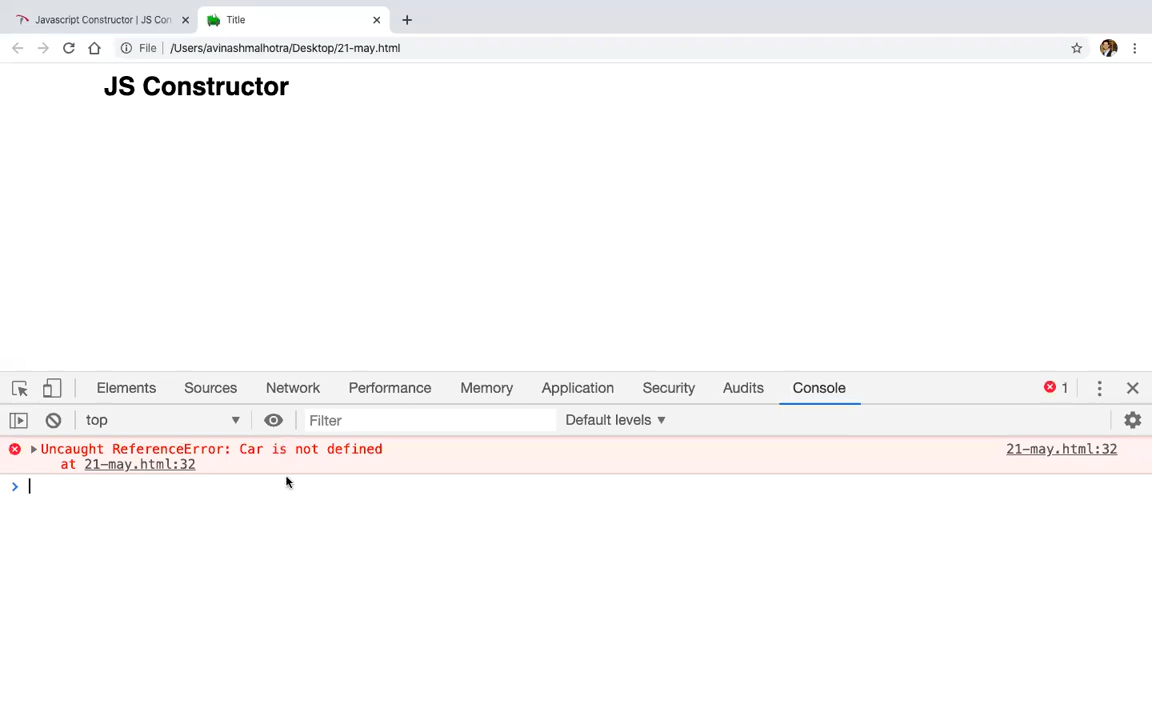 Javascript Constructor | JS Con
Title
File
/Users/avinashmalhotra/Desktop/21-may.html
JS Constructor
Elements Sources Network Performance Memory Application Security Audits Console 1
top Filter Default levels
Uncaught ReferenceError: Car is not defined 21-may.html:32
at 21-may.html:32